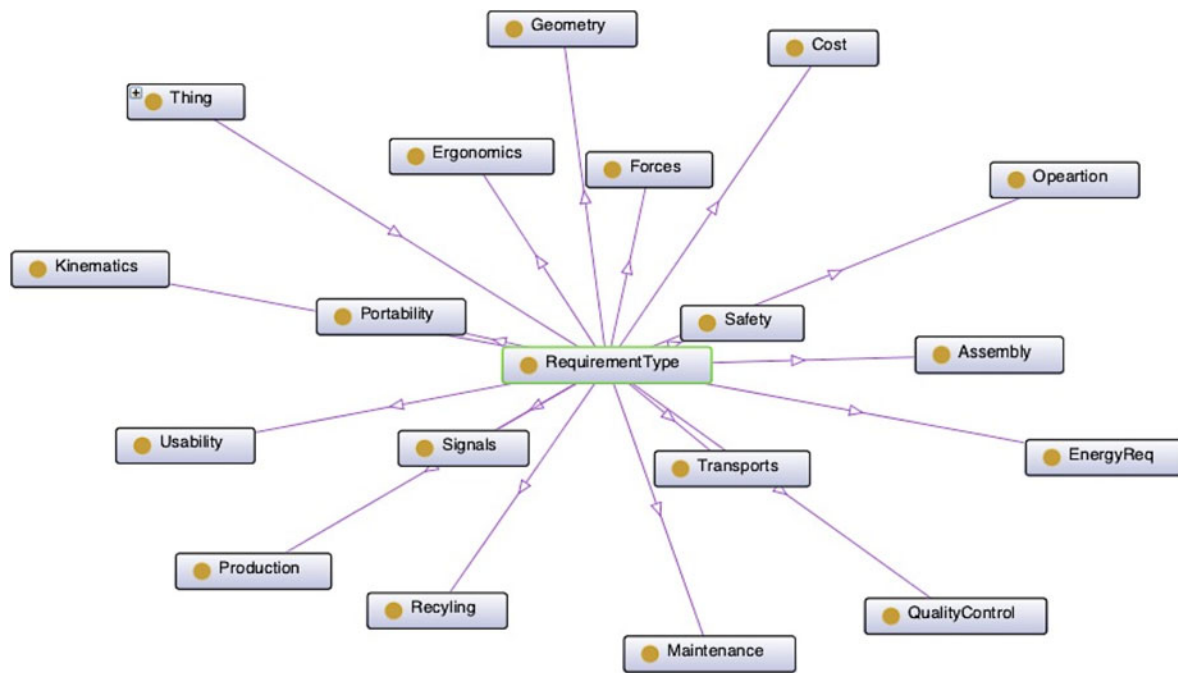 Geometry
Cost
Thing
Ergonomics
Forces
Opeartion
Kinematics
Portability
Safety
RequirementType
Assembly
Usability
Signals
Transports
EnergyReq
Production
Recyling
QualityControl
Maintenance